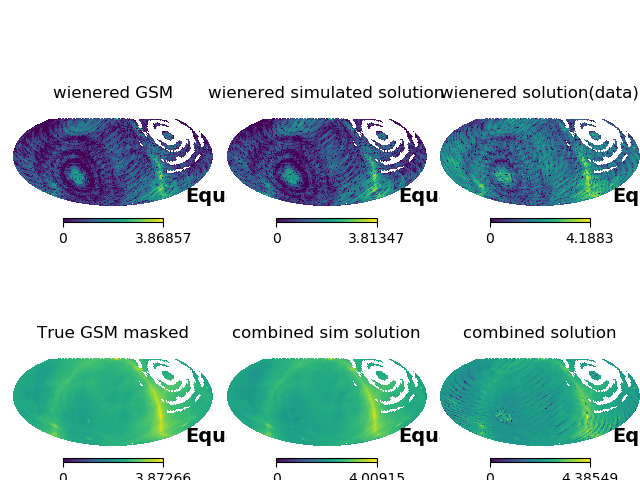 wienered GSM
wienered simulated solution
wienered solution(data)
Equ
Equ
Eq
0 3.86857
0 3.81347
0 4.1883
True GSM masked
combined sim solution
combined solution
Equ
Equ
Eq
0 3.87266
0 4.00915
0 4.38549